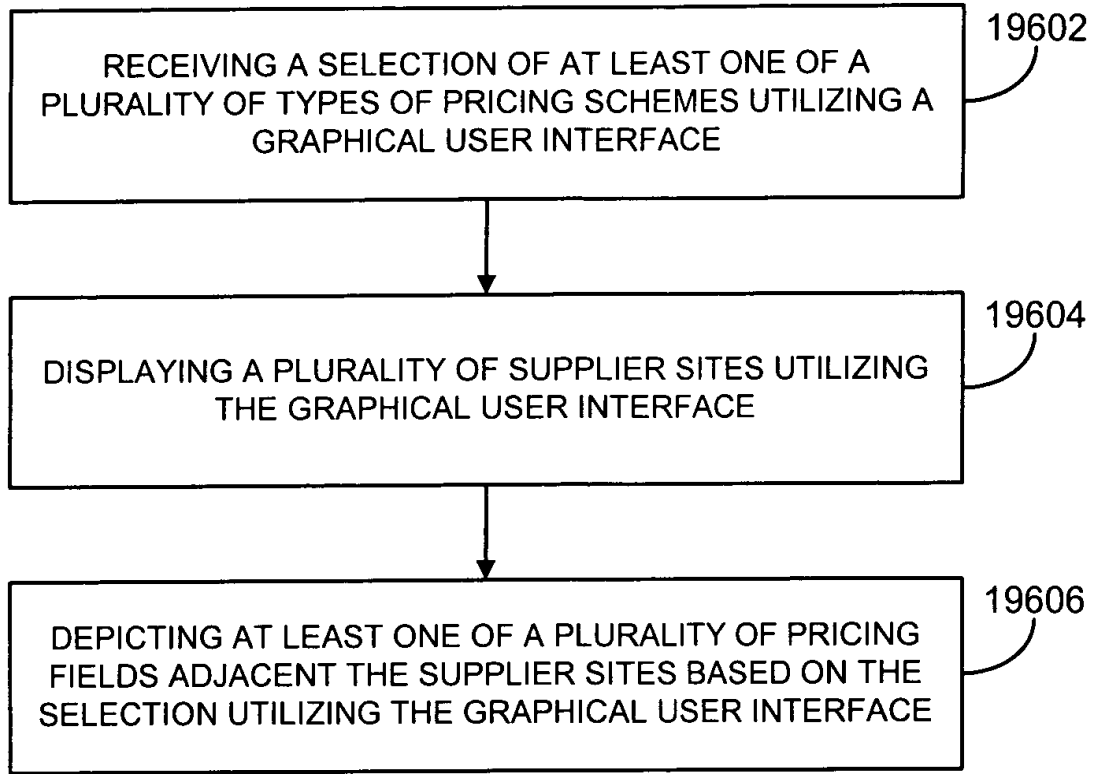 19602
RECEIVING A SELECTION OF AT LEAST ONE OF A
PLURALITY OF TYPES OF PRICING SCHEMES UTILIZING A
GRAPHICAL USER INTERFACE
19604
DISPLAYING A PLURALITY OF SUPPLIER SITES UTILIZING
THE GRAPHICAL USER INTERFACE
19606
DEPICTING AT LEAST ONE OF A PLURALITY OF PRICING
FIELDS ADJACENT THE SUPPLIER SITES BASED ON THE
SELECTION UTILIZING THE GRAPHICAL USER INTERFACE